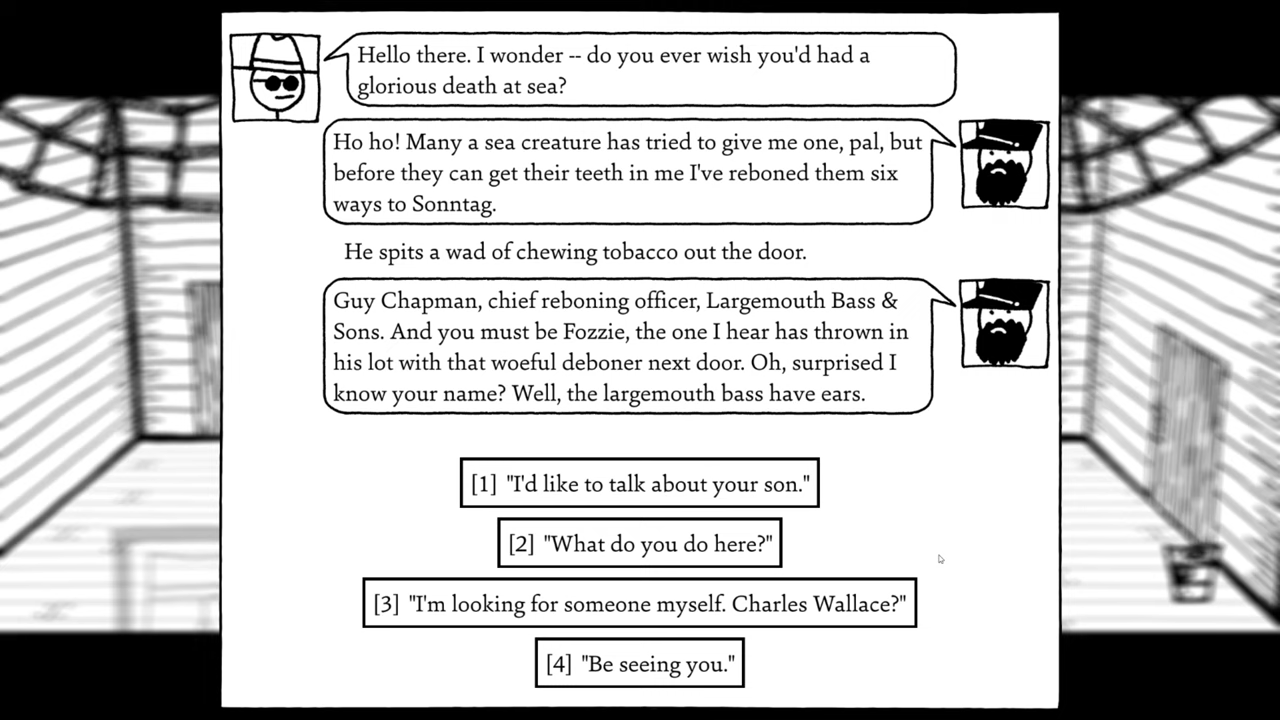 Hello there. I wonder -- do you ever wish you'd had a
glorious death at sea?
Ho ho! Many a sea creature has tried to give me one, pal, but
before they can get their teeth in me I've reboned them six
ways to Sonntag.
He spits a wad of chewing tobacco out the door.
Guy Chapman, chief reboning officer, Largemouth Bass &
Sons. And you must be Fozzie, the one I hear has thrown in
his lot with that woeful deboner next door. Oh, surprised I
know your name? Well, the largemouth bass have ears.
[1] "I'd like to talk about your son."
[2] "What do you do here?"
[3] "I'm looking for someone myself. Charles Wallace?"
[4] "Be seeing you."